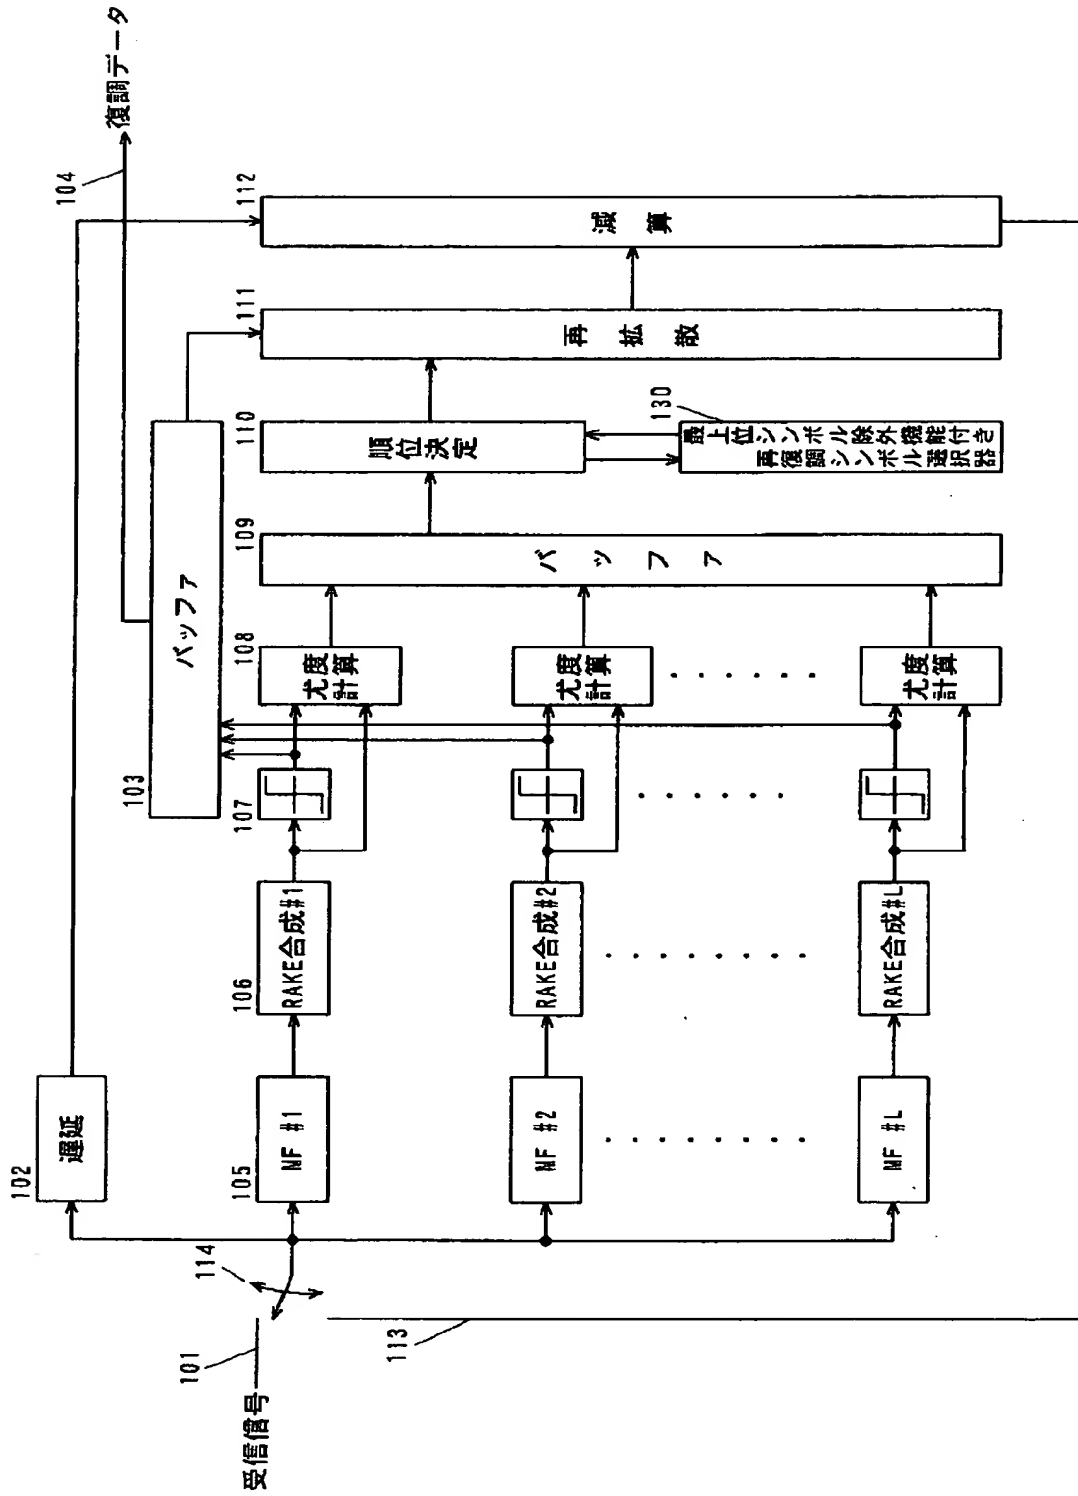 受信信号
101
114
113
102
遅延
105
MF #1
MF #2
MF #L
106
RAKE合成#1
RAKE合成#2
RAKE合成#L
107
103
バッファ
104
復調データ
108
尤度
計算
尤度
計算
尤度
計算
109
バッファ
110
順位決定
130
最上位シンボル除外機能付き
再復調シンボル選択器
111
再拡散
112
減算